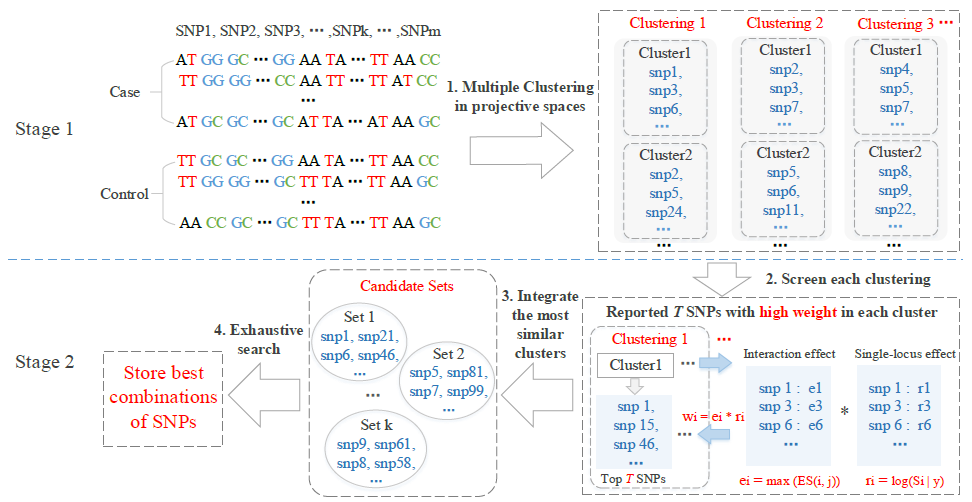 SNP1, SNP2, SNP3, ··· ,SNPk, ··· ,SNPm
Stage 1
Case
AT GG GC ··· GG AA TA ··· TT AA CC
TT GG GG ··· CC AA TT ··· TT AT CC
···
AT GC GC ··· GC AT TA ··· AT AA GC
Control
TT GC GC ··· GG AA TA ··· TT AA CC
TT GG GG ··· GC TT TA ··· TT AA GC
···
AA CC GC ··· GC TT TA ··· TT AA GC
1. Multiple Clustering
in projective spaces
Clustering 1
Cluster1
snp1,
snp3,
snp6,
···
Cluster2
snp2,
snp5,
snp24,
···
···
Clustering 2
Cluster1
snp2,
snp3,
snp7,
···
Cluster2
snp5,
snp6,
snp11,
···
···
Clustering 3 ···
Cluster1
snp4,
snp5,
snp7,
···
Cluster2
snp8,
snp9,
snp22,
···
···
2. Screen each clustering
Stage 2
Reported T SNPs with high weight in each cluster
Clustering 1
···
Cluster1
···
snp 1,
snp 15,
snp 46,
···
Top T SNPs
wi = ei * ri
···
Interaction effect
snp 1 : e1
snp 3 : e3
snp 6 : e6
···
ei = max (ES(i, j))
*
Single-locus effect
snp 1 : r1
snp 3 : r3
snp 6 : r6
···
ri = log(Si | y)
3. Integrate
the most
similar
clusters
Candidate Sets
Set 1
snp1, snp21,
snp6, snp46,
···
Set 2
snp5, snp81,
snp7, snp99,
···
···
Set k
snp9, snp61,
snp8, snp58,
···
4. Exhaustive
search
Store best
combinations
of SNPs